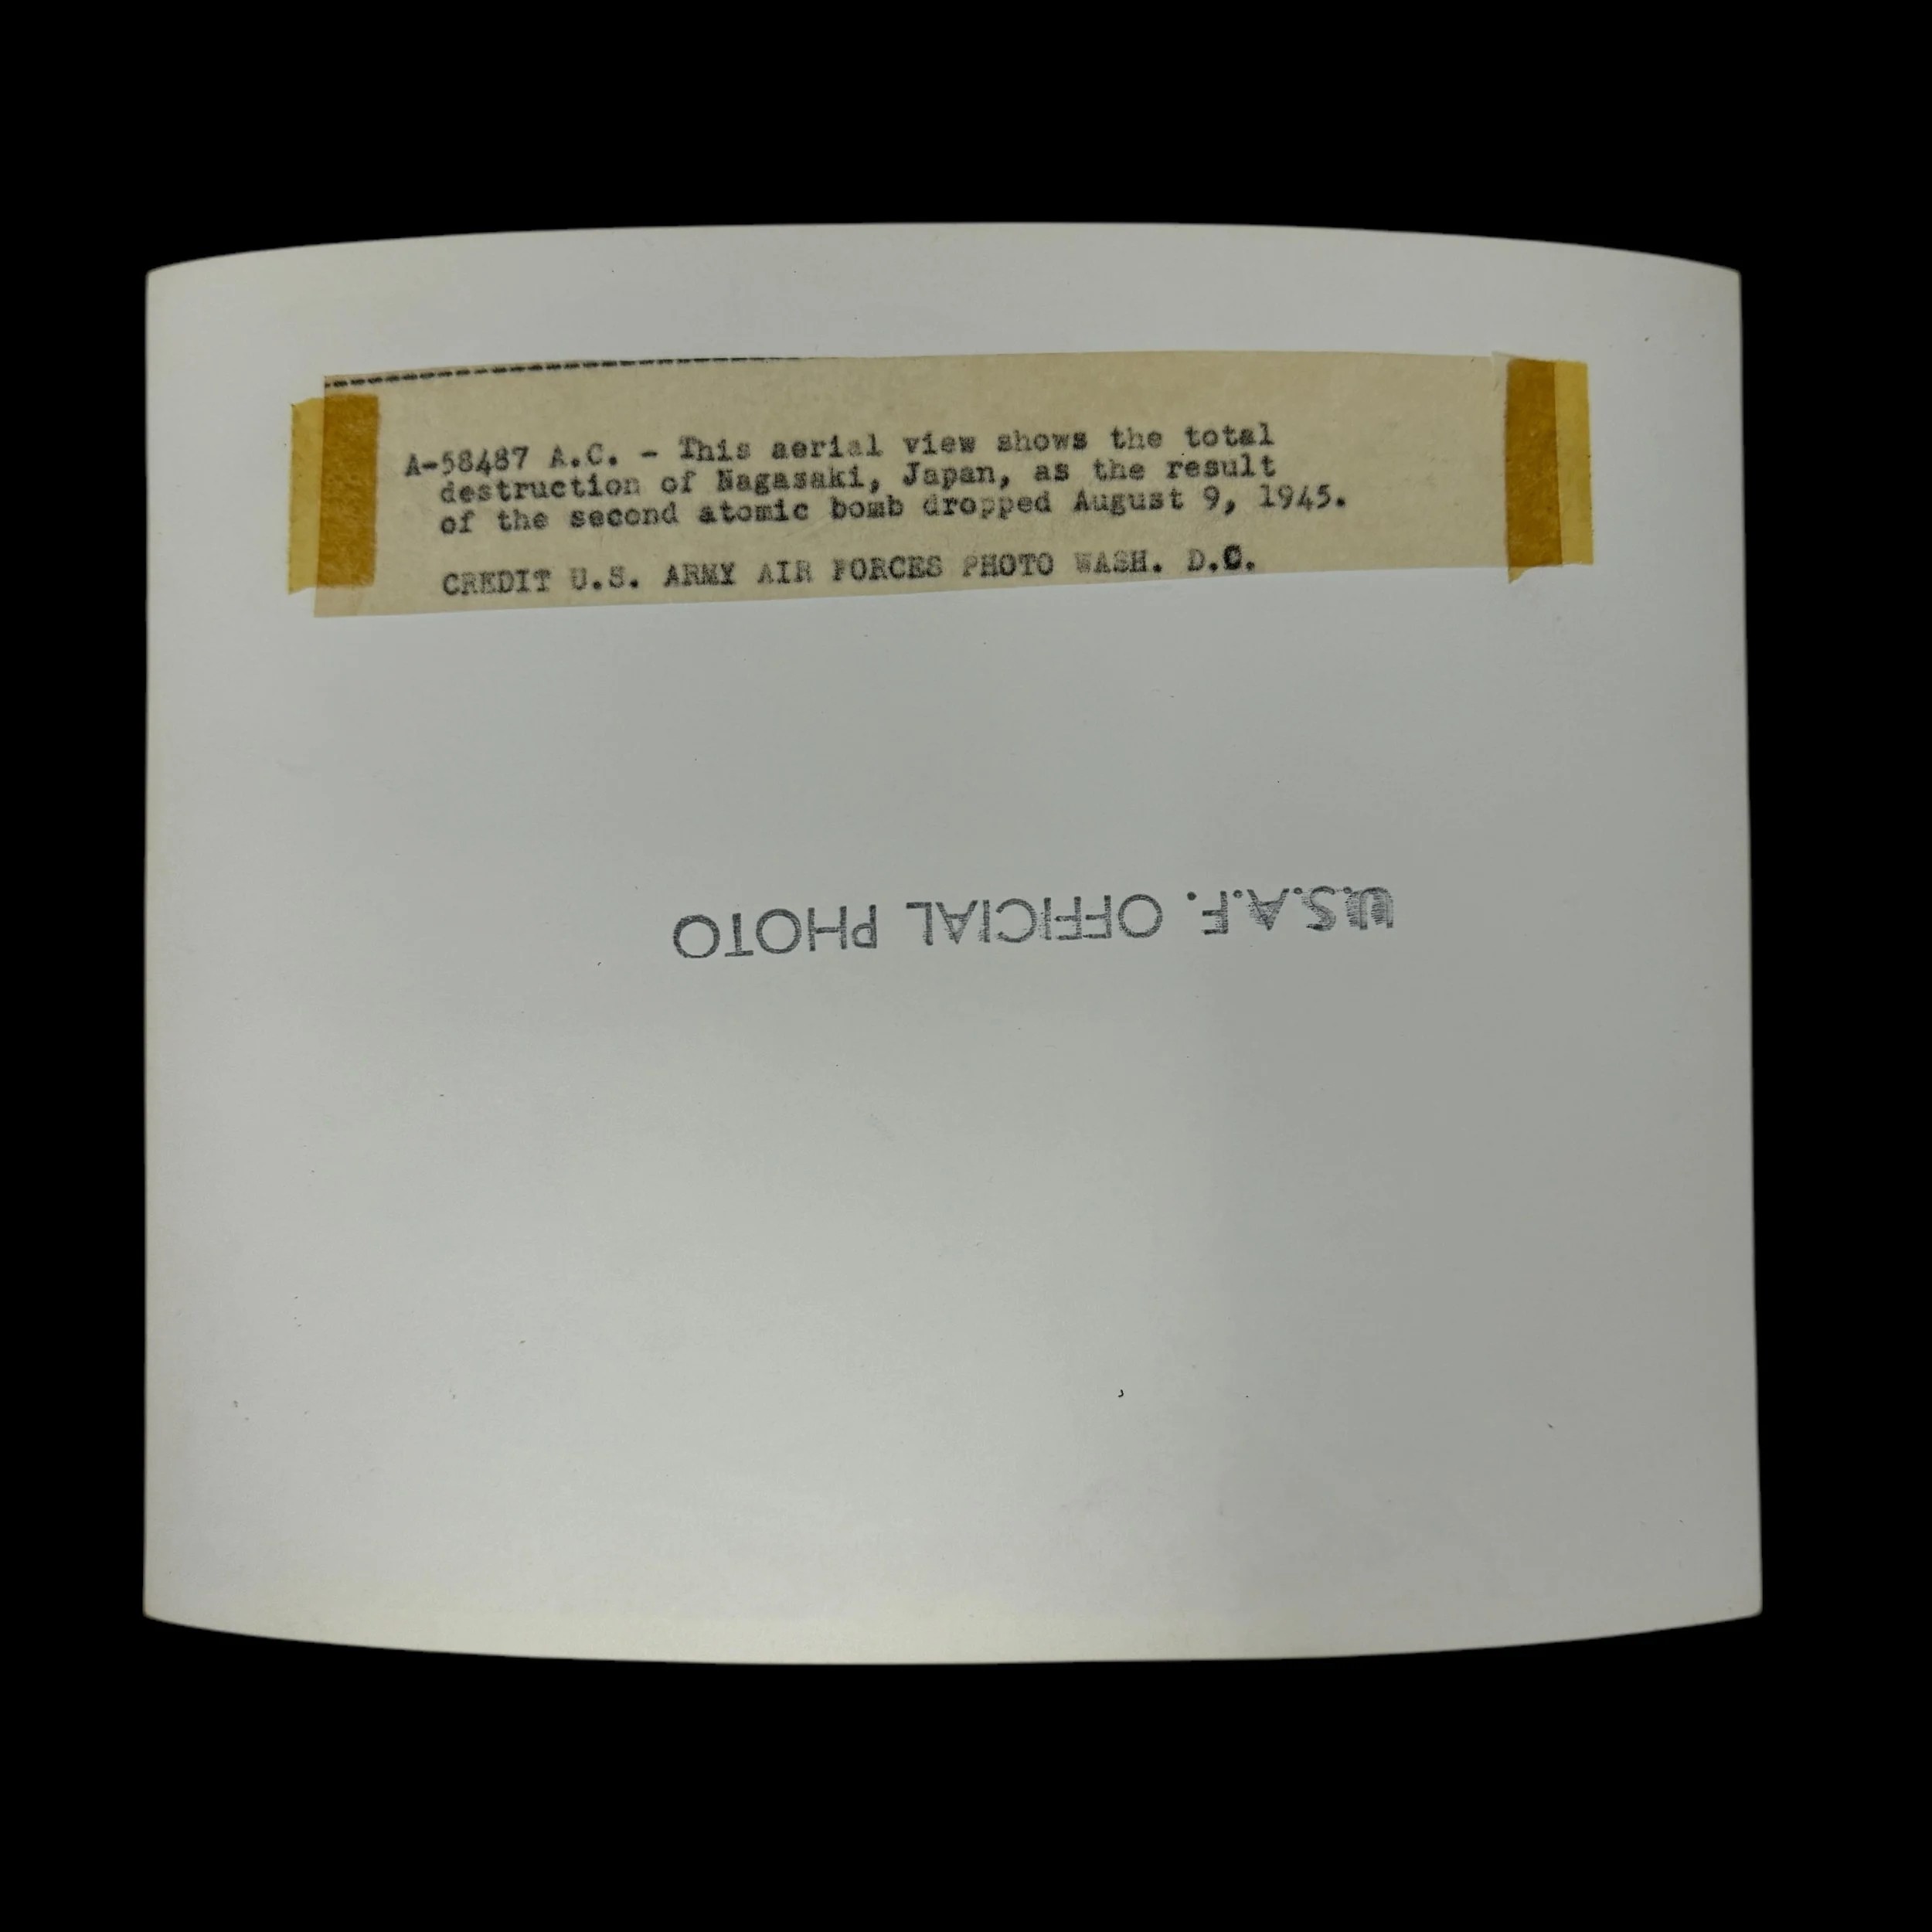 A-58487 A.C. - This aerial view shows the total
destruction of Nagasaki, Japan, as the result
of the second atomic bomb dropped August 9, 1945.
CREDIT U.S. ARMY AIR FORCES PHOTO WASH. D.C.
U.S.A.F. OFFICIAL PHOTO